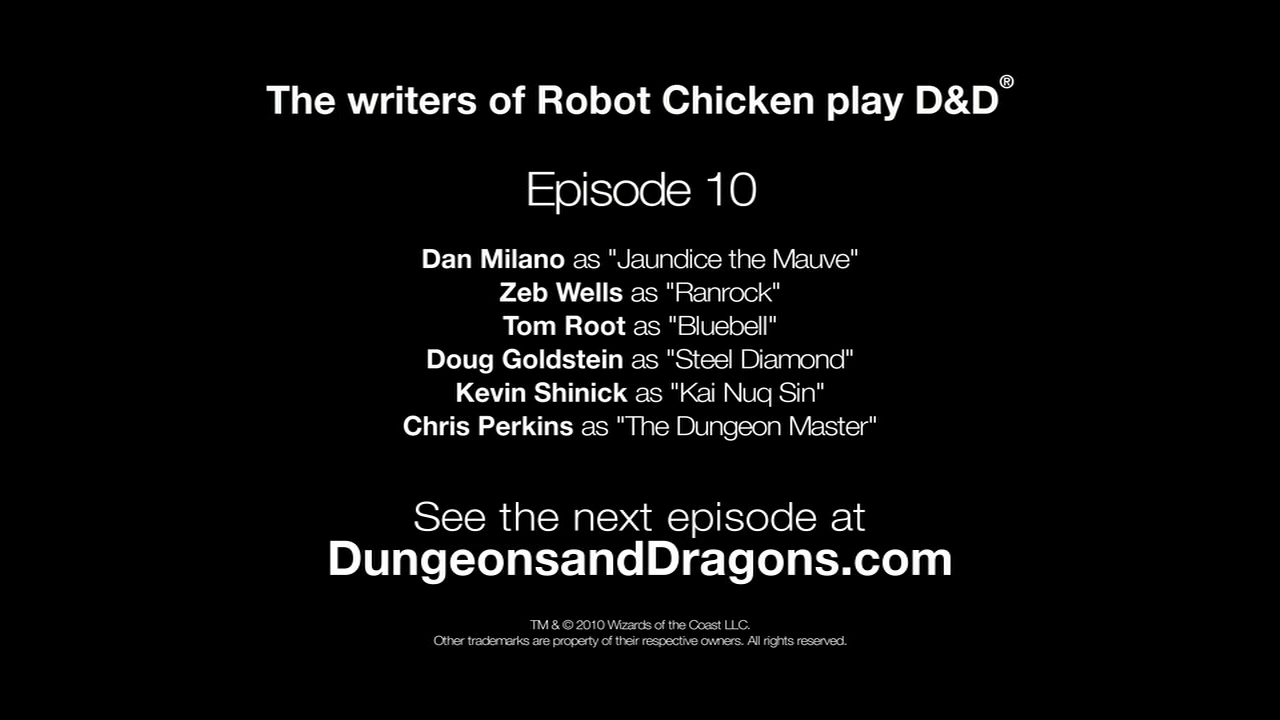 The writers of Robot Chicken play D&D®
Episode 10
Dan Milano as "Jaundice the Mauve"
Zeb Wells as "Ranrock"
Tom Root as "Bluebell"
Doug Goldstein as "Steel Diamond"
Kevin Shinick as "Kai Nuq Sin"
Chris Perkins as "The Dungeon Master"
See the next episode at
DungeonsandDragons.com
TM & © 2010 Wizards of the Coast LLC.
Other trademarks are property of their respective owners. All rights reserved.